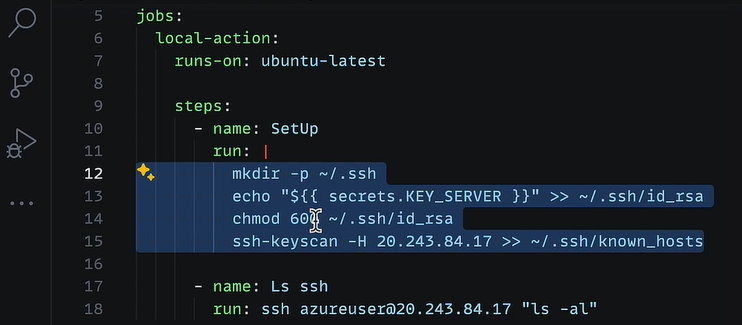 5 jobs:
6 local-action:
7 runs-on: ubuntu-latest
8
9 steps:
10 - name: SetUp
11 run: |
12 mkdir -p ~/.ssh
13 echo "${{ secrets.KEY_SERVER }}" >> ~/.ssh/id_rsa
14 chmod 600 ~/.ssh/id_rsa
15 ssh-keyscan -H 20.243.84.17 >> ~/.ssh/known_hosts
16
17 - name: Ls ssh
18 run: ssh azureuser@20.243.84.17 "ls -al"